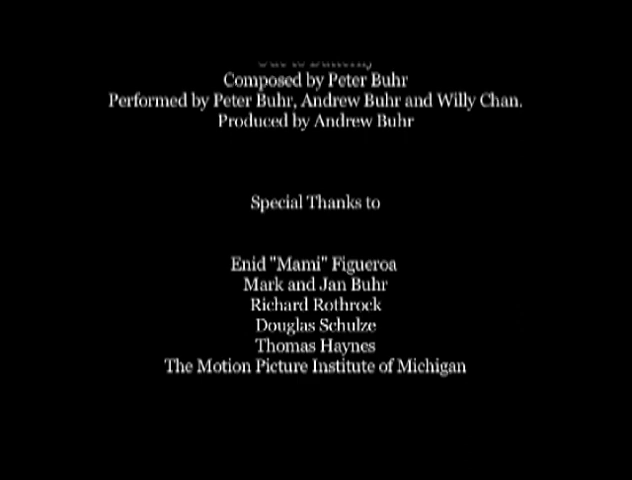 Composed by Peter Buhr
Performed by Peter Buhr, Andrew Buhr and Willy Chan.
Produced by Andrew Buhr
Special Thanks to
Enid "Mami" Figueroa
Mark and Jan Buhr
Richard Rothrock
Douglas Schulze
Thomas Haynes
The Motion Picture Institute of Michigan